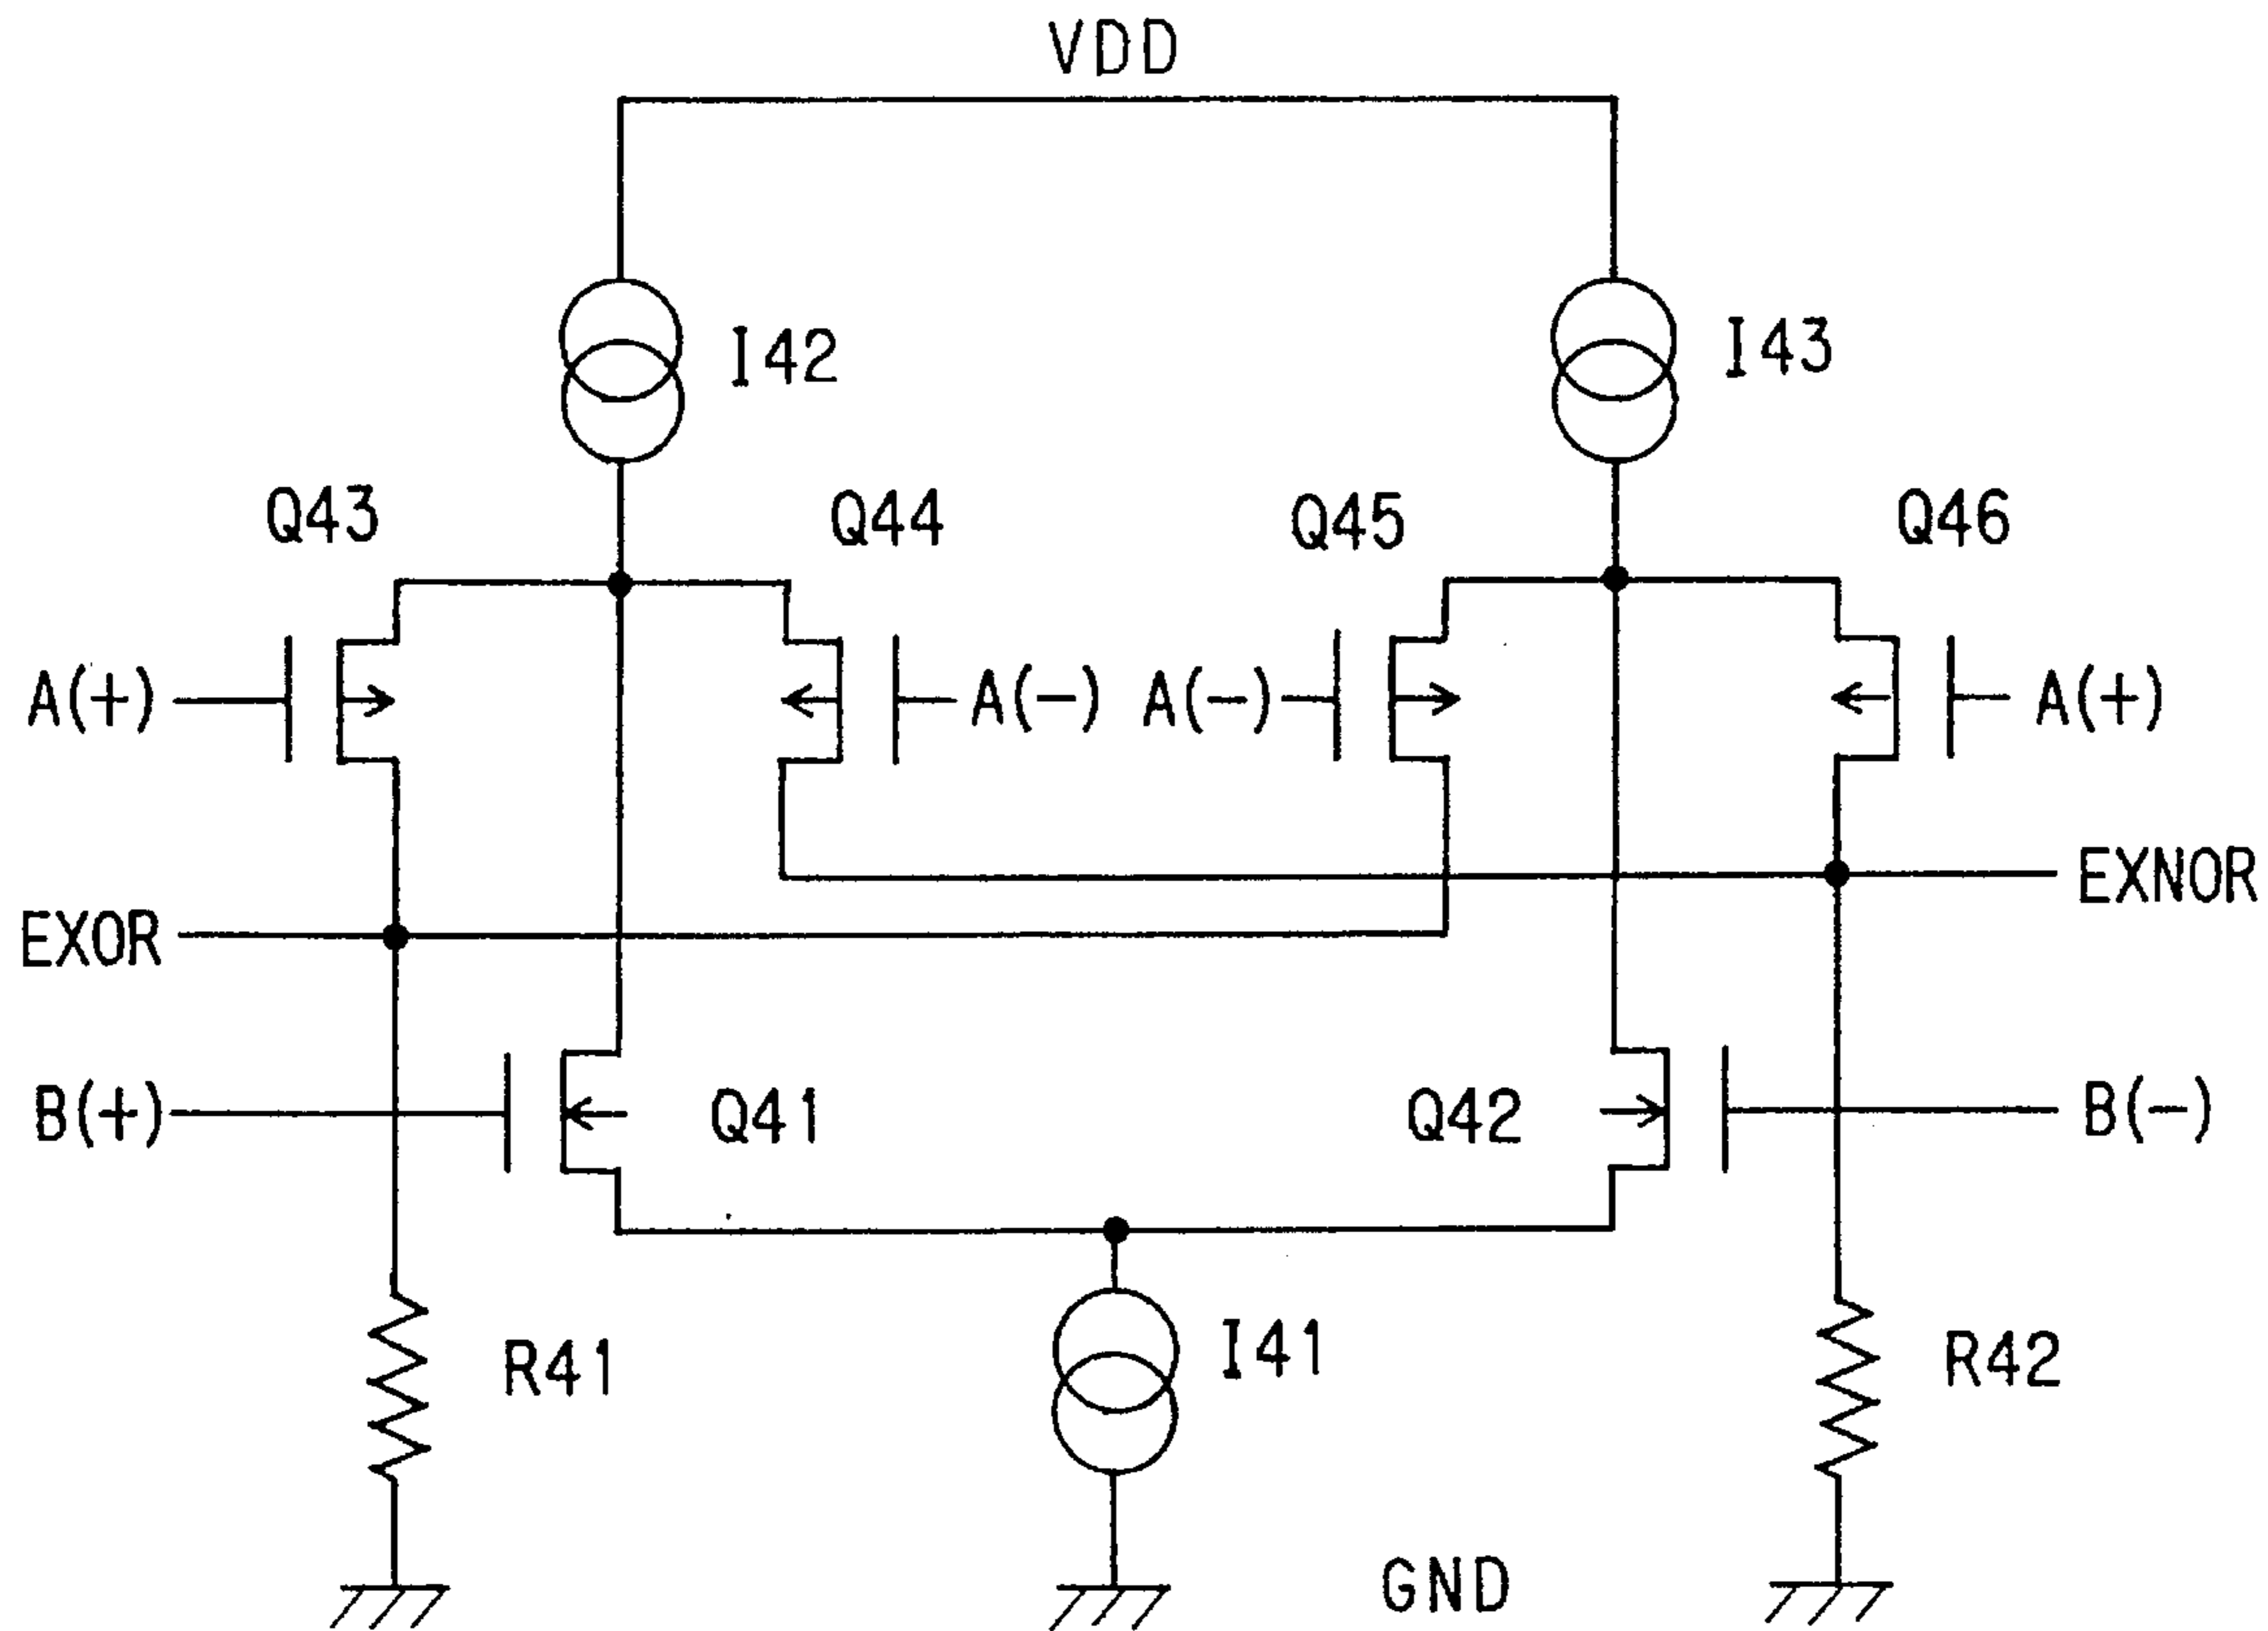 VDD
I42
I43
Q43
Q44
Q45
Q46
A(+)
A(-)
A(-)
A(+)
EXNOR
EXOR
B(+)
Q41
Q42
B(-)
R41
I41
R42
GND